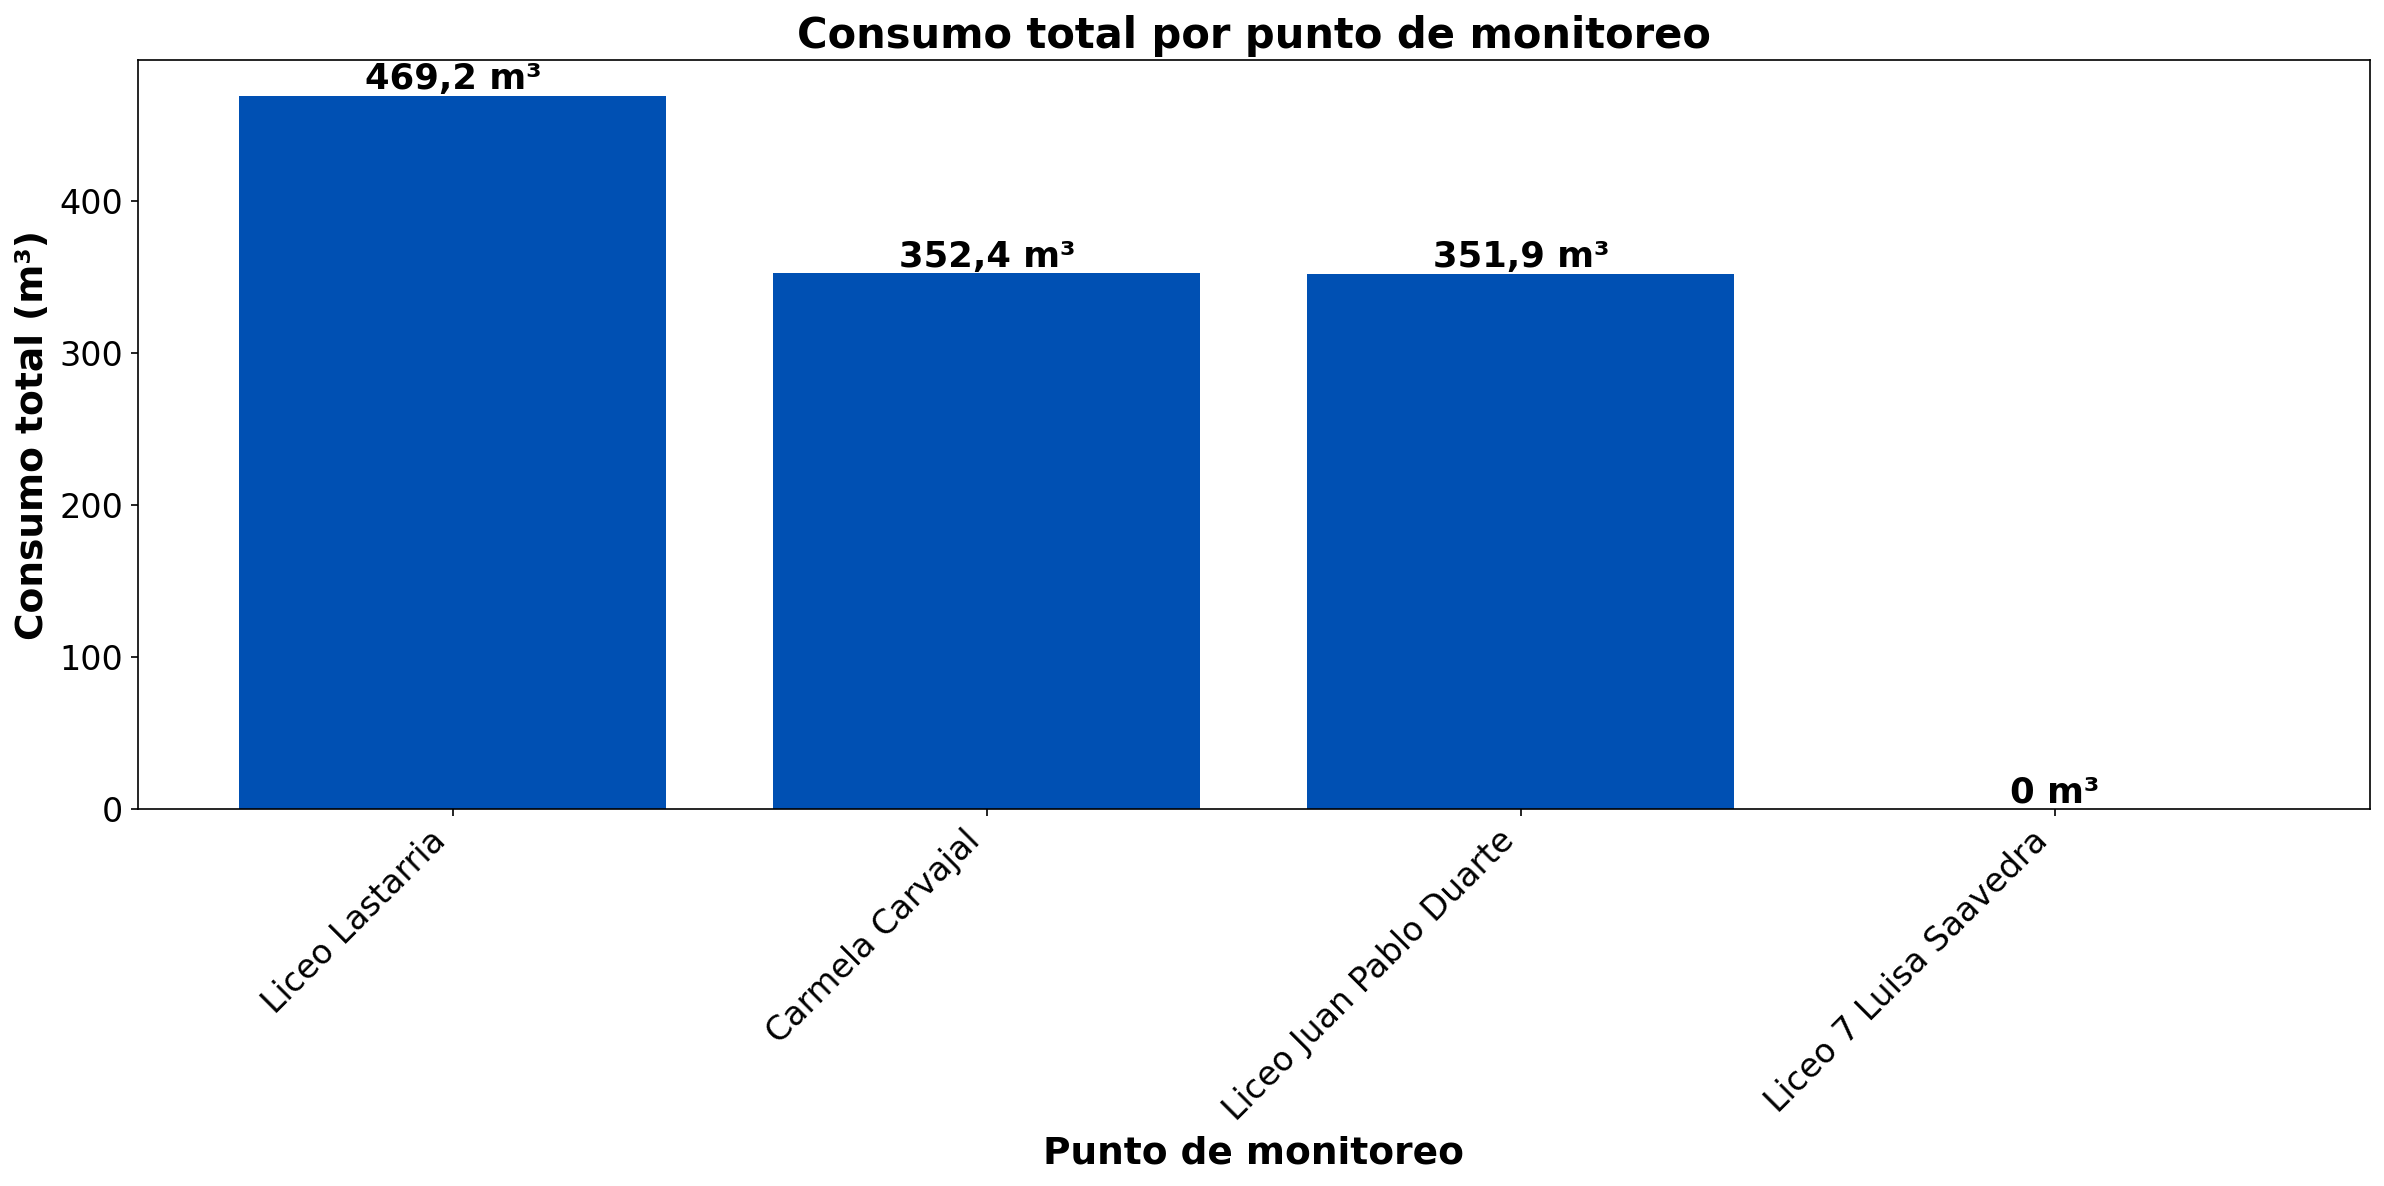 Consumo total por punto de monitoreo
469,2 m³
352,4 m³
351,9 m³
0 m³
Consumo total (m³)
400
300
200
100
0
Liceo Lastarria
Carmela Carvajal
Liceo Juan Pablo Duarte
Liceo 7 Luisa Saavedra
Punto de monitoreo